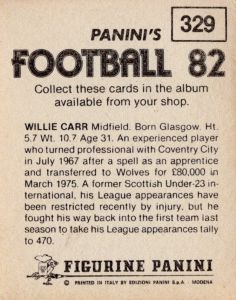 329
PANINI'S
FOOTBALL 82
Collect these cards in the album
available from your shop.
WILLIE CARR Midfield. Born Glasgow. Ht.
5.7 Wt. 10.7 Age 31. An experienced player
who turned professional with Coventry City
in July 1967 after a spell as an apprentice
and transferred to Wolves for £80,000 in
March 1975. A former Scottish Under-23 in-
ternational, his League appearances have
been restricted recently by injury, but he
fought his way back into the first team last
season to take his League appearances tally
to 470.
FIGURINE PANINI
© PRINTED IN ITALY BY EDIZIONI PANINI S.p.A. - MODENA